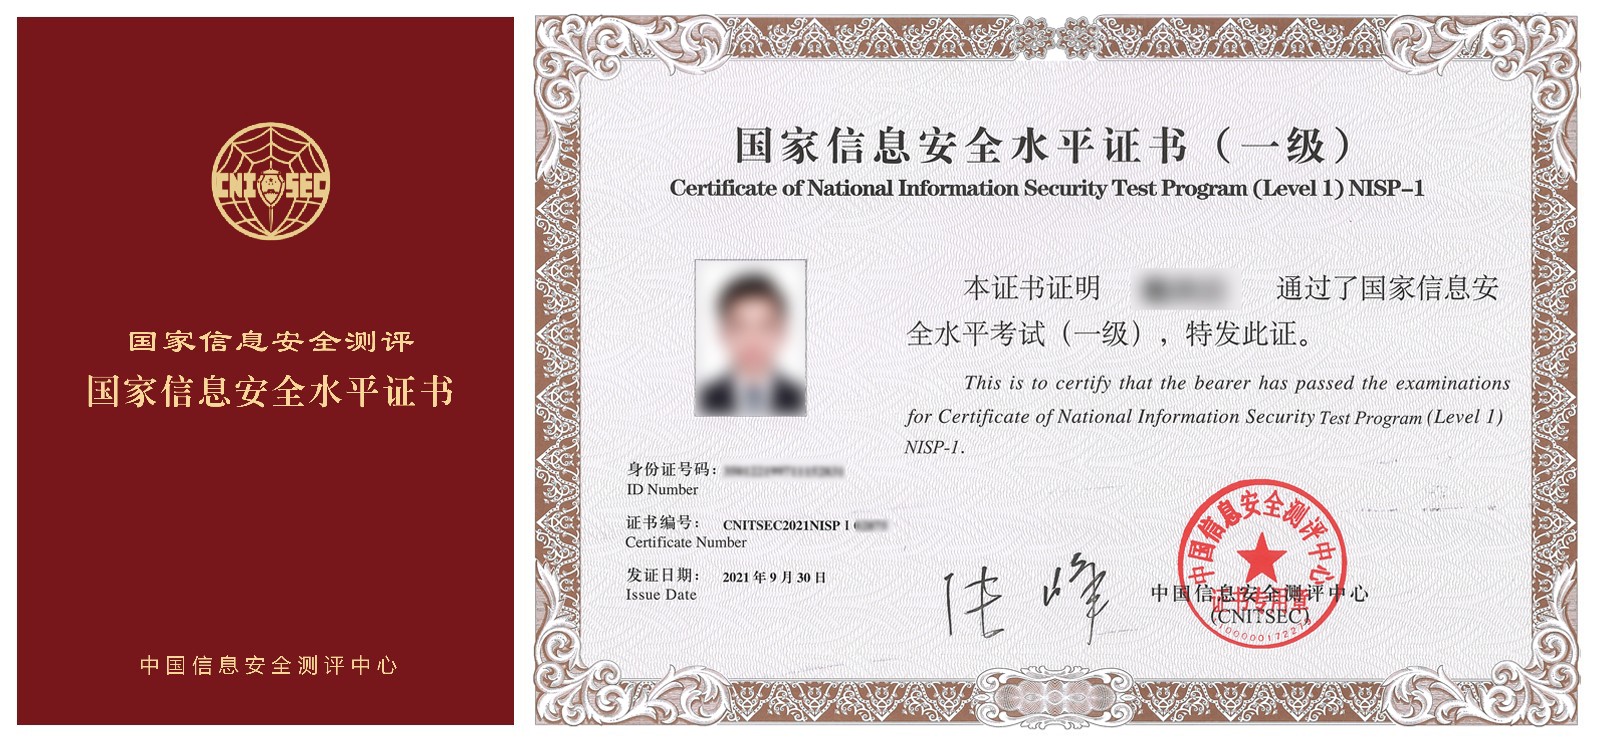 CNITSEC
国家信息安全测评
国家信息安全水平证书
中国信息安全测评中心
国家信息安全水平证书（一级）
Certificate of National Information Security Test Program (Level 1) NISP-1
本证书证明 通过了国家信息安
全水平考试（一级），特发此证。
This is to certify that the bearer has passed the examinations
for Certificate of National Information Security Test Program (Level 1)
NISP-1.
身份证号码：
ID Number
证书编号： CNITSEC2021NISP I
Certificate Number
发证日期： 2021 年 9 月 30 日
Issue Date
中国信息安全测评中心
证书专用章
中国信息安全测评中心
(CNITSEC)